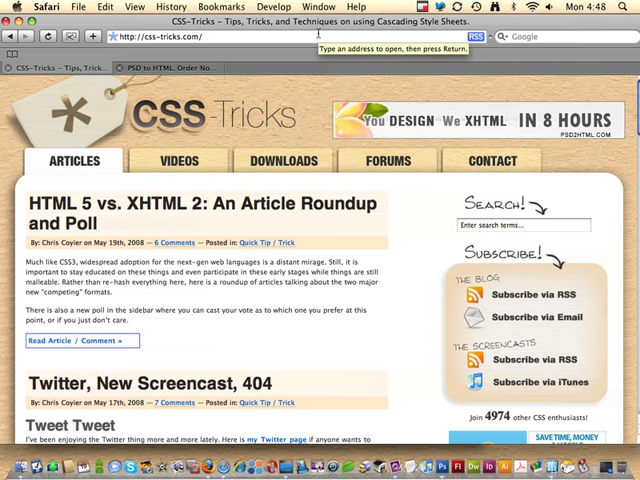 Safari File Edit View History Bookmarks Develop Window Help
Mon 4:48
CSS-Tricks - Tips, Tricks, and Techniques on using Cascading Style Sheets.
http://css-tricks.com/ RSS Google
Type an address to open, then press Return.
CSS-Tricks – Tips, Trick... PSD to HTML. Order No...
CSS-Tricks
You DESIGN We XHTML IN 8 HOURS
PSD2HTML.COM
ARTICLES VIDEOS DOWNLOADS FORUMS CONTACT
HTML 5 vs. XHTML 2: An Article Roundup
and Poll
By: Chris Coyier on May 19th, 2008 — 6 Comments — Posted in: Quick Tip / Trick
Much like CSS3, widespread adoption for the next-gen web languages is a distant mirage. Still, it is
important to stay educated on these things and even participate in these early stages while things are still
malleable. Rather than re-hash everything here, here is a roundup of articles talking about the two major
new “competing” formats.
There is also a new poll in the sidebar where you can cast your vote as to which one you prefer at this
point, or if you just don't care.
Read Article / Comment »
Twitter, New Screencast, 404
By: Chris Coyier on May 17th, 2008 — 7 Comments — Posted in: Quick Tip / Trick
Tweet Tweet
I've been enjoying the Twitter thing more and more lately. Here is my Twitter page if anyone wants to
SEARCH!
Enter search terms...
SUBSCRIBE!
THE BLOG
Subscribe via RSS
Subscribe via Email
THE SCREENCASTS
Subscribe via RSS
Subscribe via iTunes
Join 4974 other CSS enthusiasts!
SAVE TIME, MONEY
Ps Fl Dw Id Ai